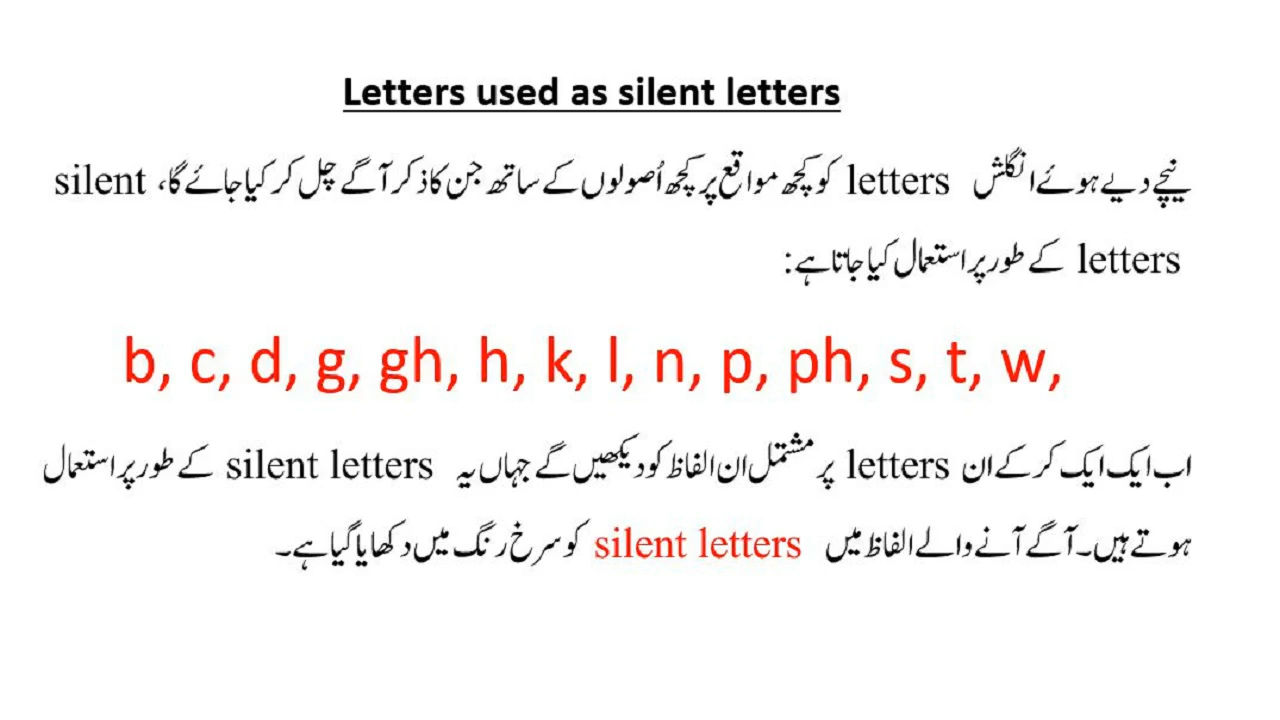 Letters used as silent letters
نیچے دیے ہوئے انگلش letters کو کچھ مواقع پر کچھ اُصولوں کے ساتھ جن کا ذکر آگے چل کر کیا جائے گا، silent
letters کے طور پر استعمال کیا جاتا ہے:
b, c, d, g, gh, h, k, l, n, p, ph, s, t, w,
اب ایک ایک کر کے ان letters پر مشتمل ان الفاظ کو دیکھیں گے جہاں یہ silent letters کے طور پر استعمال
ہوتے ہیں۔ آگے آنے والے الفاظ میں silent letters کو سرخ رنگ میں دکھایا گیا ہے۔